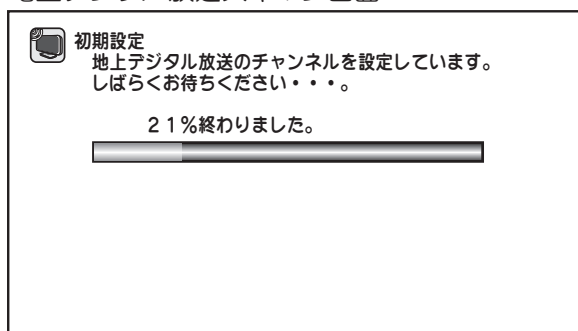 初期設定
地上デジタル放送のチャンネルを設定しています。
しばらくお待ちください・・・。
２１％終わりました。